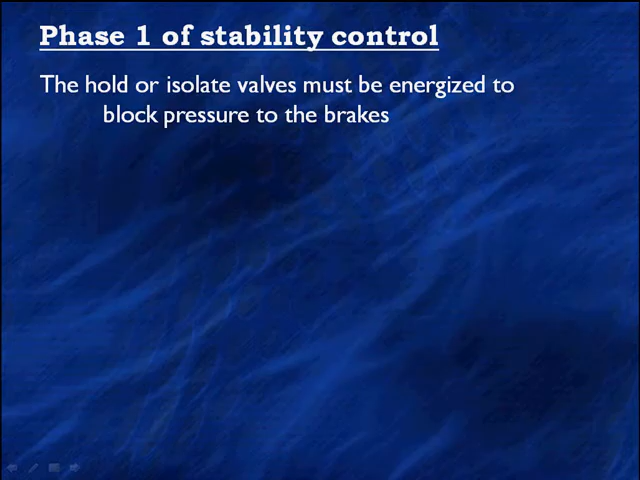 Phase 1 of stability control
The hold or isolate valves must be energized to
block pressure to the brakes